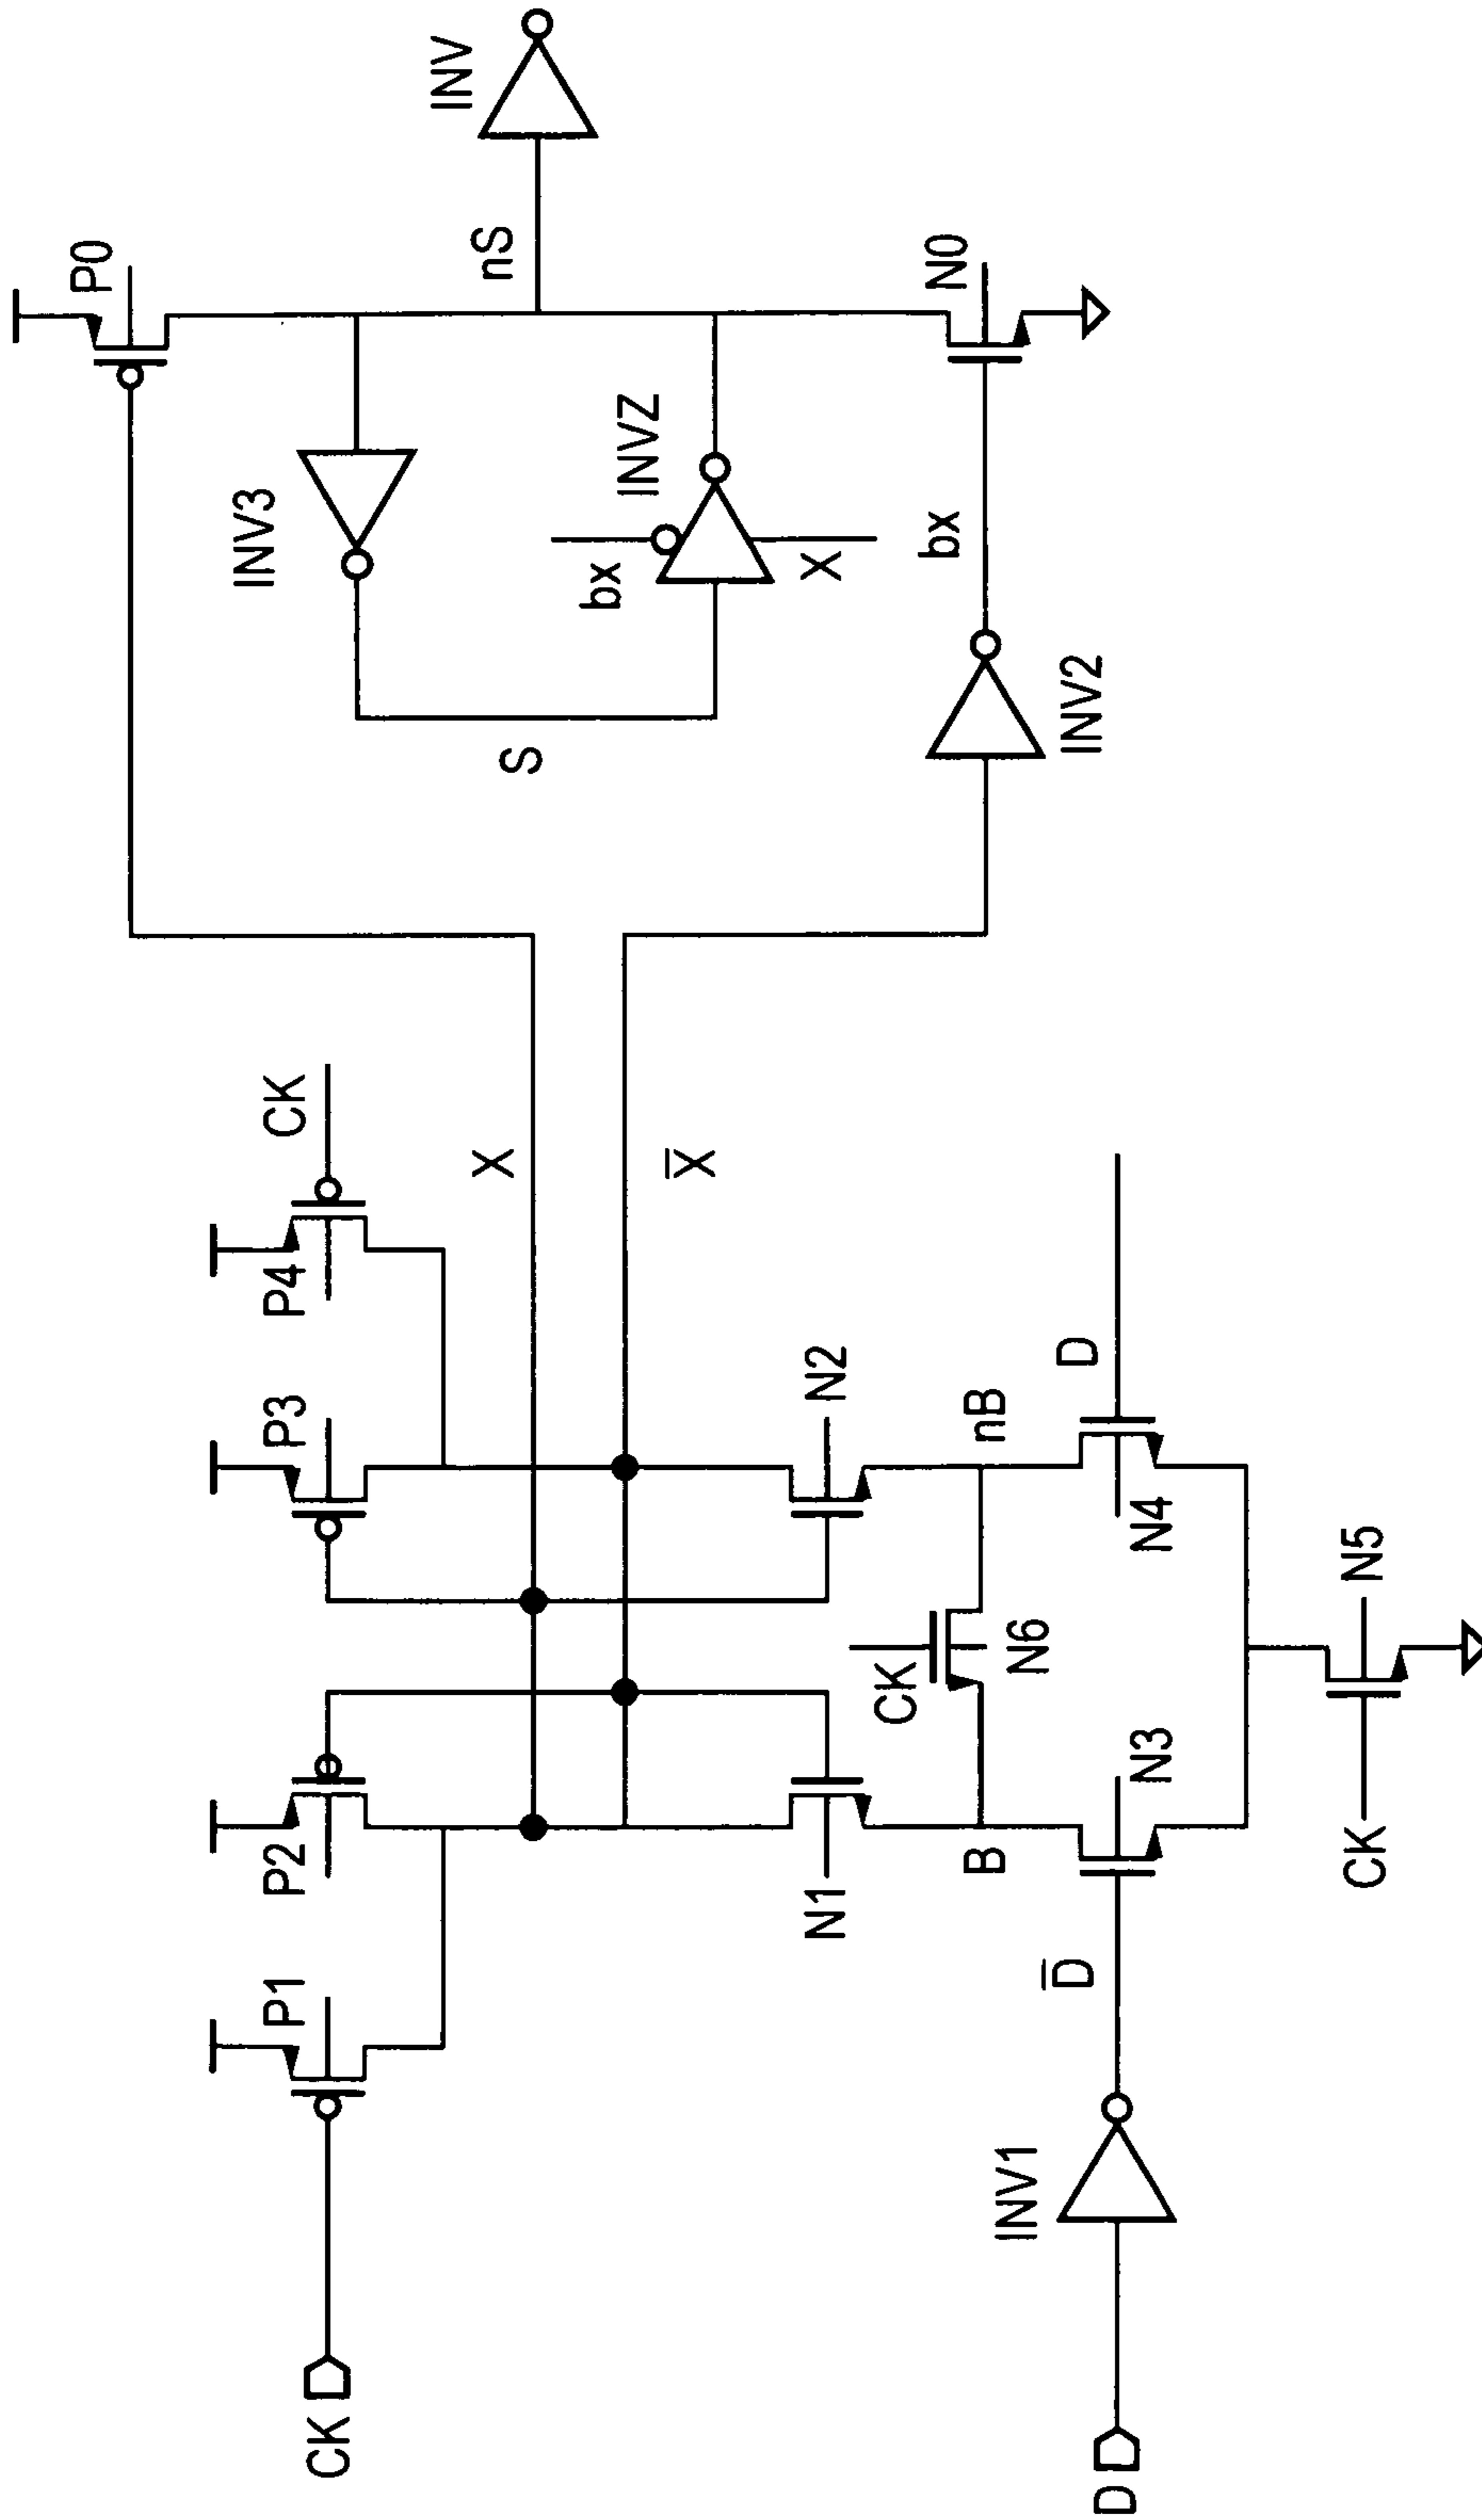 P0
INV3
P1
P2
P3
P4
CK
CK
INV
X
nS
S
bx
INVZ
X̅
N1
N2
X
CK
bx
N0
B
nB
INV1
N6
D̅
D
INV2
D
N3
N4
CK
N5